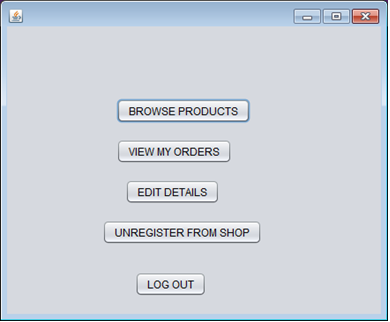 BROWSE PRODUCTS
VIEW MY ORDERS
EDIT DETAILS
UNREGISTER FROM SHOP
LOG OUT